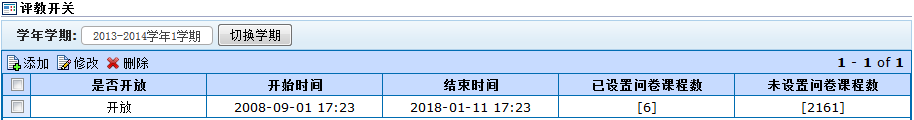 评教开关
学年学期: 2013-2014学年1学期 切换学期
添加 修改 删除 1 - 1 of 1
是否开放 开始时间 结束时间 已设置问卷课程数 未设置问卷课程数
开放 2008-09-01 17:23 2018-01-11 17:23 [6] [2161]